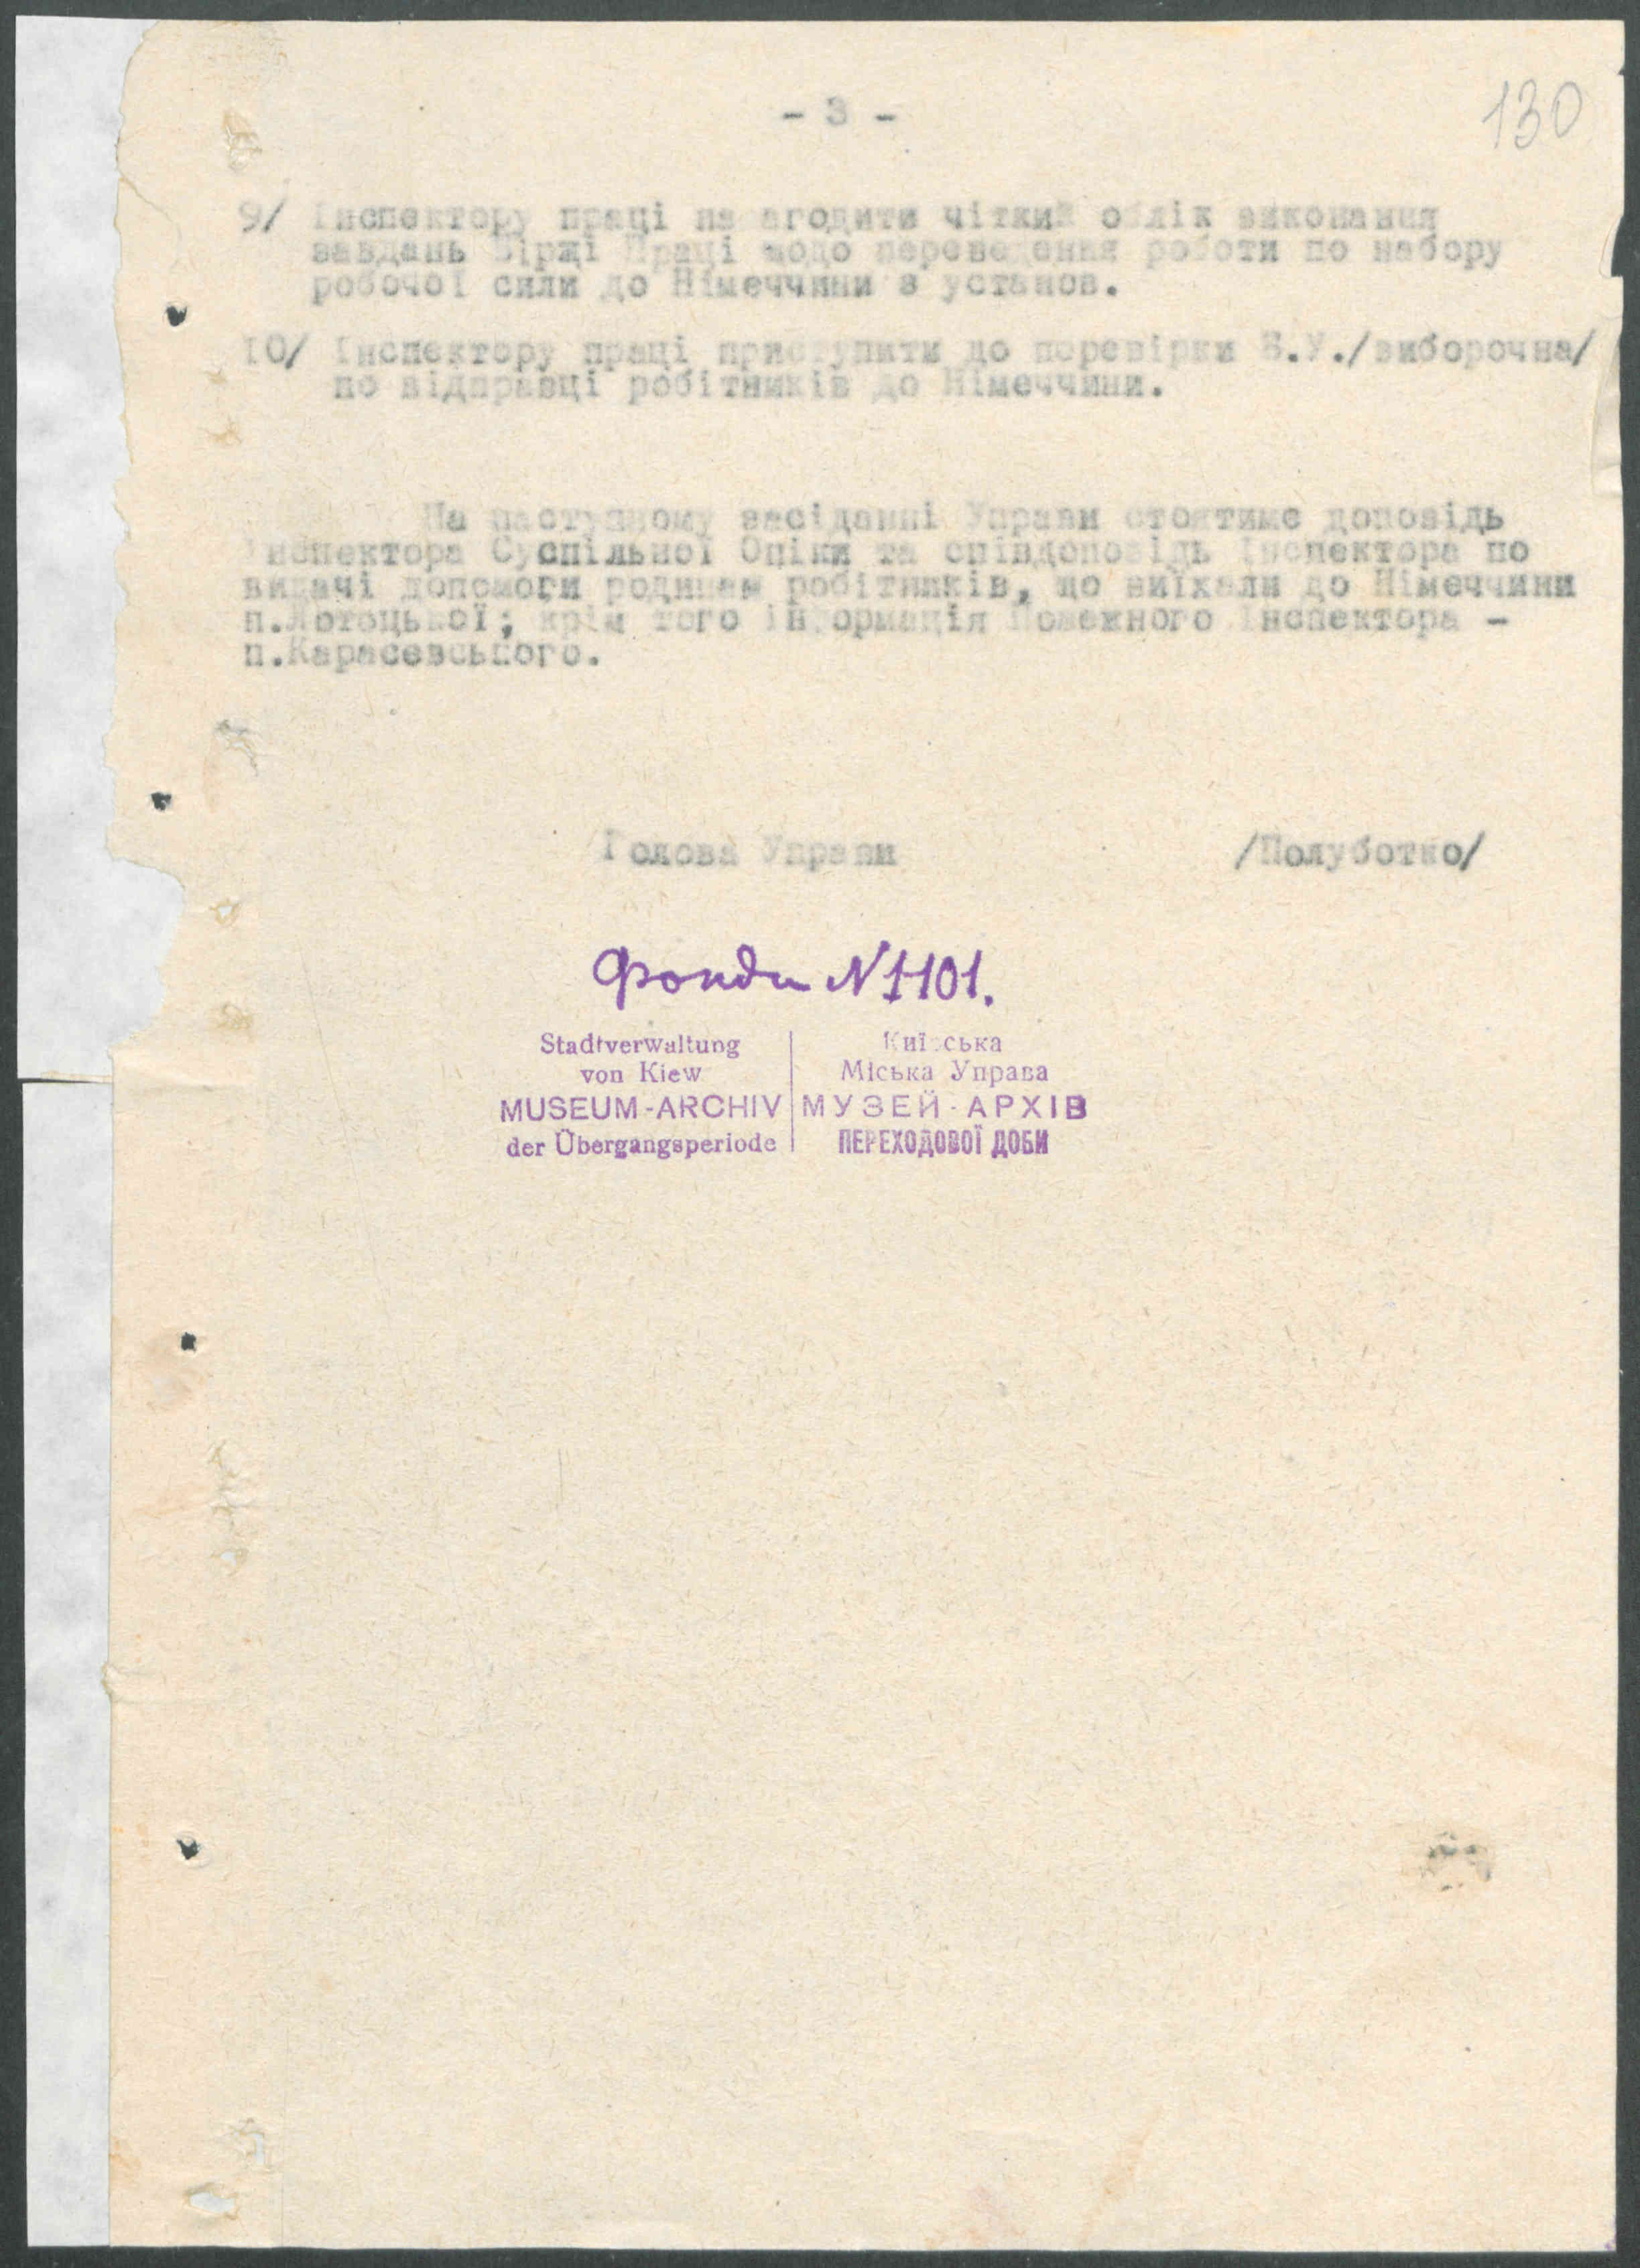 130
- 3 -
9/ Інспектору праці налагодити чіткий облік виконання
завдань Біржі Праці щодо переведення роботи по набору
робочої сили до Німеччини з установ.
10/ Інспектору праці приступити до перевірки Б.У./виборочна/
по відправці робітників до Німеччини.
На наступному засіданні Управи стоятиме доповідь
Інспектора Суспільної Опіки та співдоповідь Інспектора по
видачі допомоги родинам робітників, що виїхали до Німеччини
п.Лотоцької; крім того інформація Пожежного Інспектора -
п.Карасевського.
Голова Управи /Полуботко/
Фонди N1101.
Stadtverwaltung
von Kiew
MUSEUM-ARCHIV
der Übergangsperiode
Київська
Міська Управа
МУЗЕЙ-АРХІВ
ПЕРЕХОДОВОЇ ДОБИ